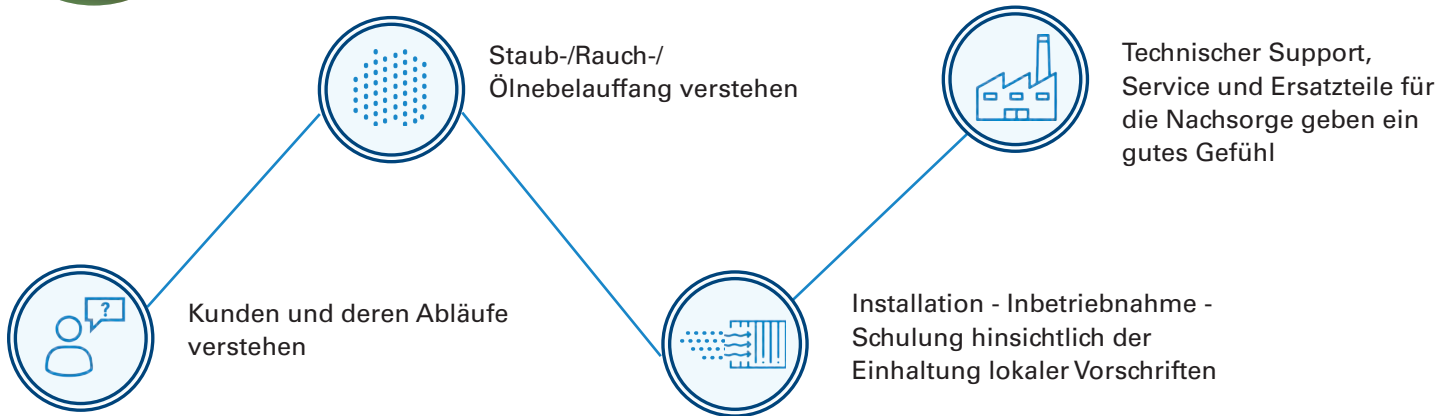 Staub-/Rauch-/
Ölnebelauffang verstehen
Technischer Support,
Service und Ersatzteile für
die Nachsorge geben ein
gutes Gefühl
?
Kunden und deren Abläufe
verstehen
Installation - Inbetriebnahme -
Schulung hinsichtlich der
Einhaltung lokaler Vorschriften